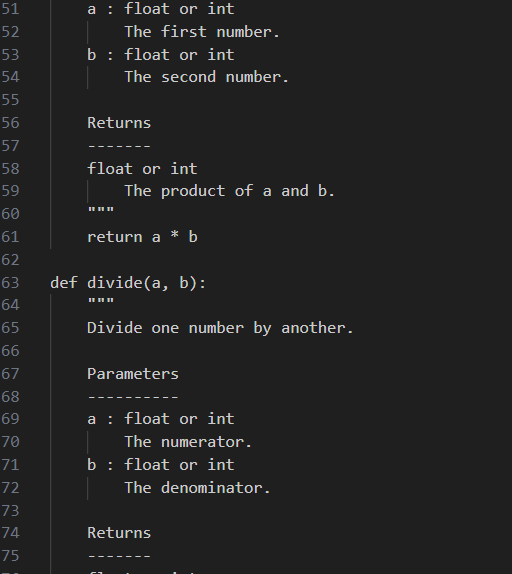 51 a : float or int
52 The first number.
53 b : float or int
54 The second number.
55
56 Returns
57 -------
58 float or int
59 The product of a and b.
60 """
61 return a * b
62
63 def divide(a, b):
64 """
65 Divide one number by another.
66
67 Parameters
68 ----------
69 a : float or int
70 The numerator.
71 b : float or int
72 The denominator.
73
74 Returns
75 -------